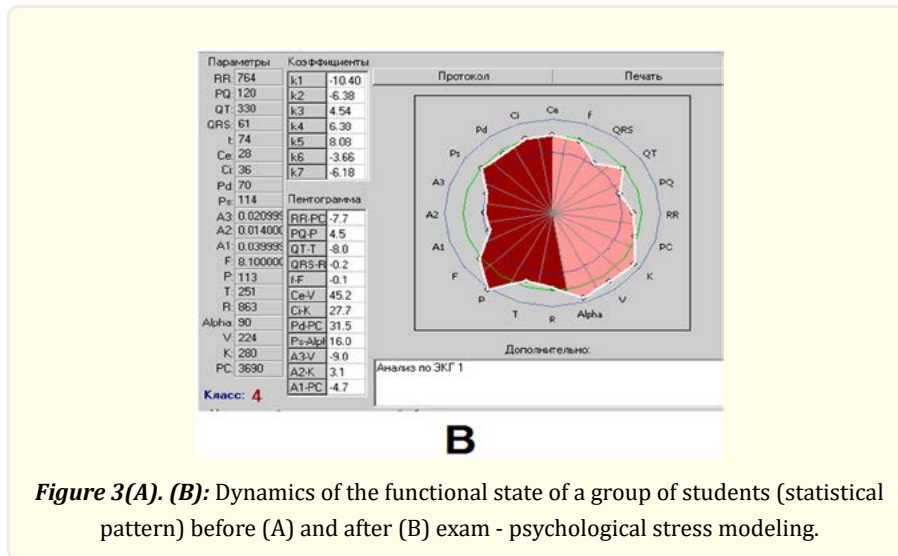 Параметры
RR: 764
PQ: 120
QT: 330
QRS: 61
t: 74
Ce: 28
Ci: 36
Pd: 70
Ps: 114
A3: 0.020999
A2: 0.014000
A1: 0.039999
F: 8.100000
P: 113
T: 251
R: 863
Alpha: 90
V: 224
K: 280
PC: 3690
Класс: 4
Коэффициенты
k1 -10.40
k2 -6.38
k3 4.54
k4 6.38
k5 8.08
k6 -3.66
k7 -6.18
Пентограмма
RR-PC -7.7
PQ-P 4.5
QT-T -8.0
QRS-R -0.2
f-F -0.1
Ce-V 45.2
Ci-K 27.7
Pd-PC 31.5
Ps-Alpl 16.0
A3-V -9.0
A2-K 3.1
A1-PC -4.7
Протокол Печать
Ce
f
QRS
QT
PQ
RR
PC
K
V
Alpha
R
T
P
F
A1
A2
A3
Ps
Pd
Ci
Дополнительно:
Анализ по ЭКГ 1
B
Figure 3(A). (B): Dynamics of the functional state of a group of students (statistical
pattern) before (A) and after (B) exam - psychological stress modeling.